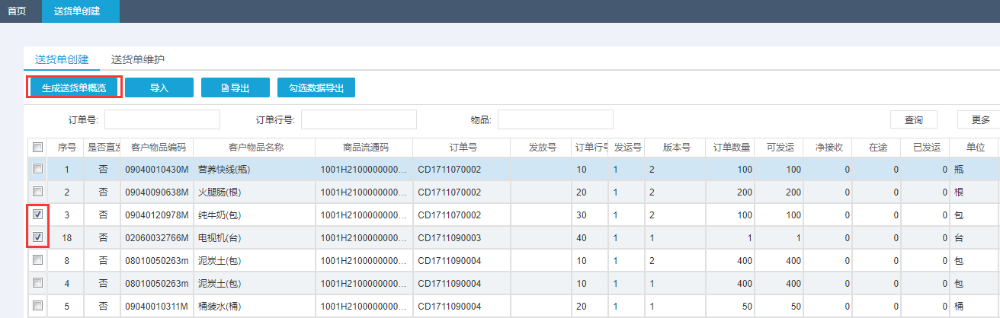 首页 送货单创建
送货单创建 送货单维护
生成送货单概览 导入 导出 勾选数据导出
订单号: 订单行号: 物品: 查询 更多
序号 是否直发 客户物品编码 客户物品名称 商品流通码 订单号 发放号 订单行号 发运号 版本号 订单数量 可发运 净接收 在途 已发运 单位
1 否 09040010430M 营养快线(瓶) 1001H2100000000... CD1711070002 10 1 2 100 100 0 0 0 瓶
2 否 09040090638M 火腿肠(根) 1001H2100000000... CD1711070002 20 1 2 200 200 0 0 0 根
3 否 09040120978M 纯牛奶(包) 1001H2100000000... CD1711070002 30 1 2 100 100 0 0 0 包
18 否 02060032766M 电视机(台) 1001H2100000000... CD1711090003 40 1 1 1 1 0 0 0 台
8 否 08010050263m 泥炭土(包) 1001H2100000000... CD1711090004 10 1 2 400 400 0 0 0 包
4 否 08010050263m 泥炭土(包) 1001H2100000000... CD1711090004 10 1 1 400 400 0 0 0 包
5 否 09040010311M 桶装水(桶) 1001H2100000000... CD1711090004 20 1 1 50 50 0 0 0 桶